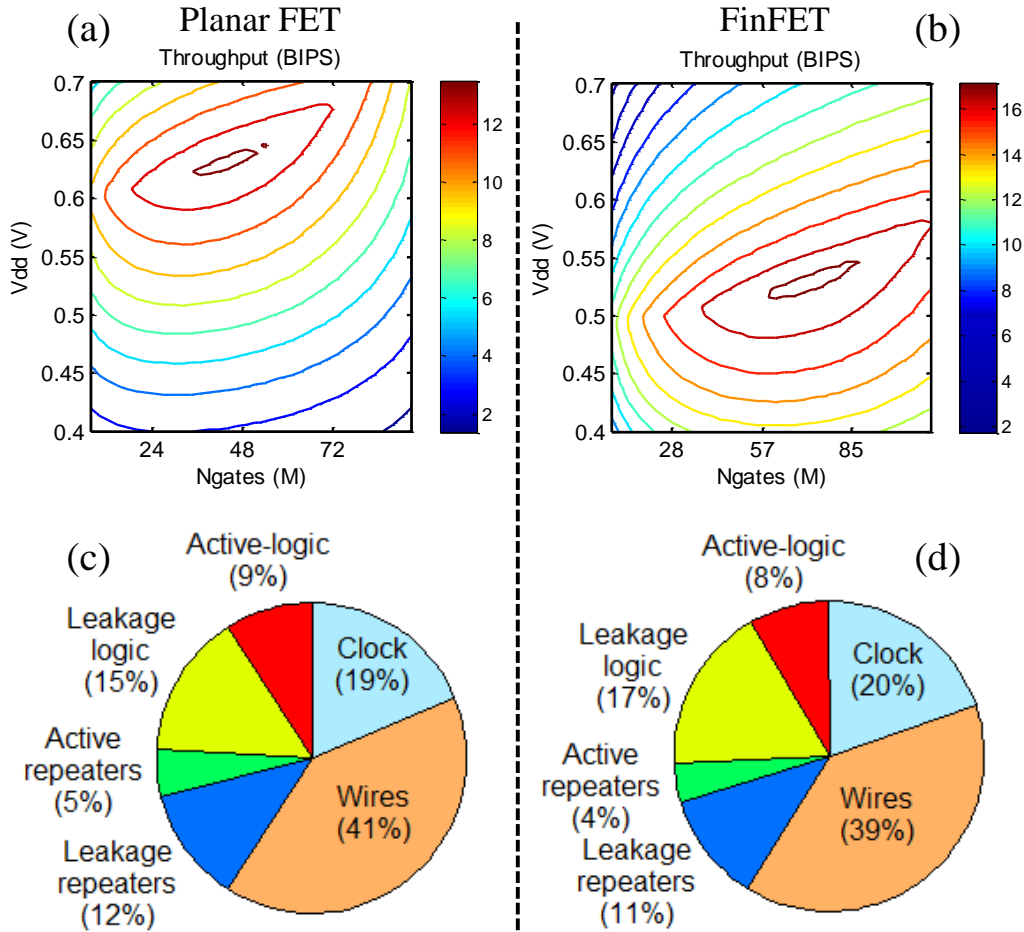 (a) Planar FET
Throughput (BIPS)
0.7
0.65
0.6
0.55
0.5
0.45
0.4
Vdd (V)
24 48 72
Ngates (M)
12
10
8
6
4
2
(b) FinFET
Throughput (BIPS)
0.7
0.65
0.6
0.55
0.5
0.45
0.4
Vdd (V)
28 57 85
Ngates (M)
16
14
12
10
8
6
4
2
(c)
Active-logic
(9%)
Clock
(19%)
Leakage
logic
(15%)
Active
repeaters
(5%)
Wires
(41%)
Leakage
repeaters
(12%)
(d)
Active-logic
(8%)
Clock
(20%)
Leakage
logic
(17%)
Active
repeaters
(4%)
Wires
(39%)
Leakage
repeaters
(11%)